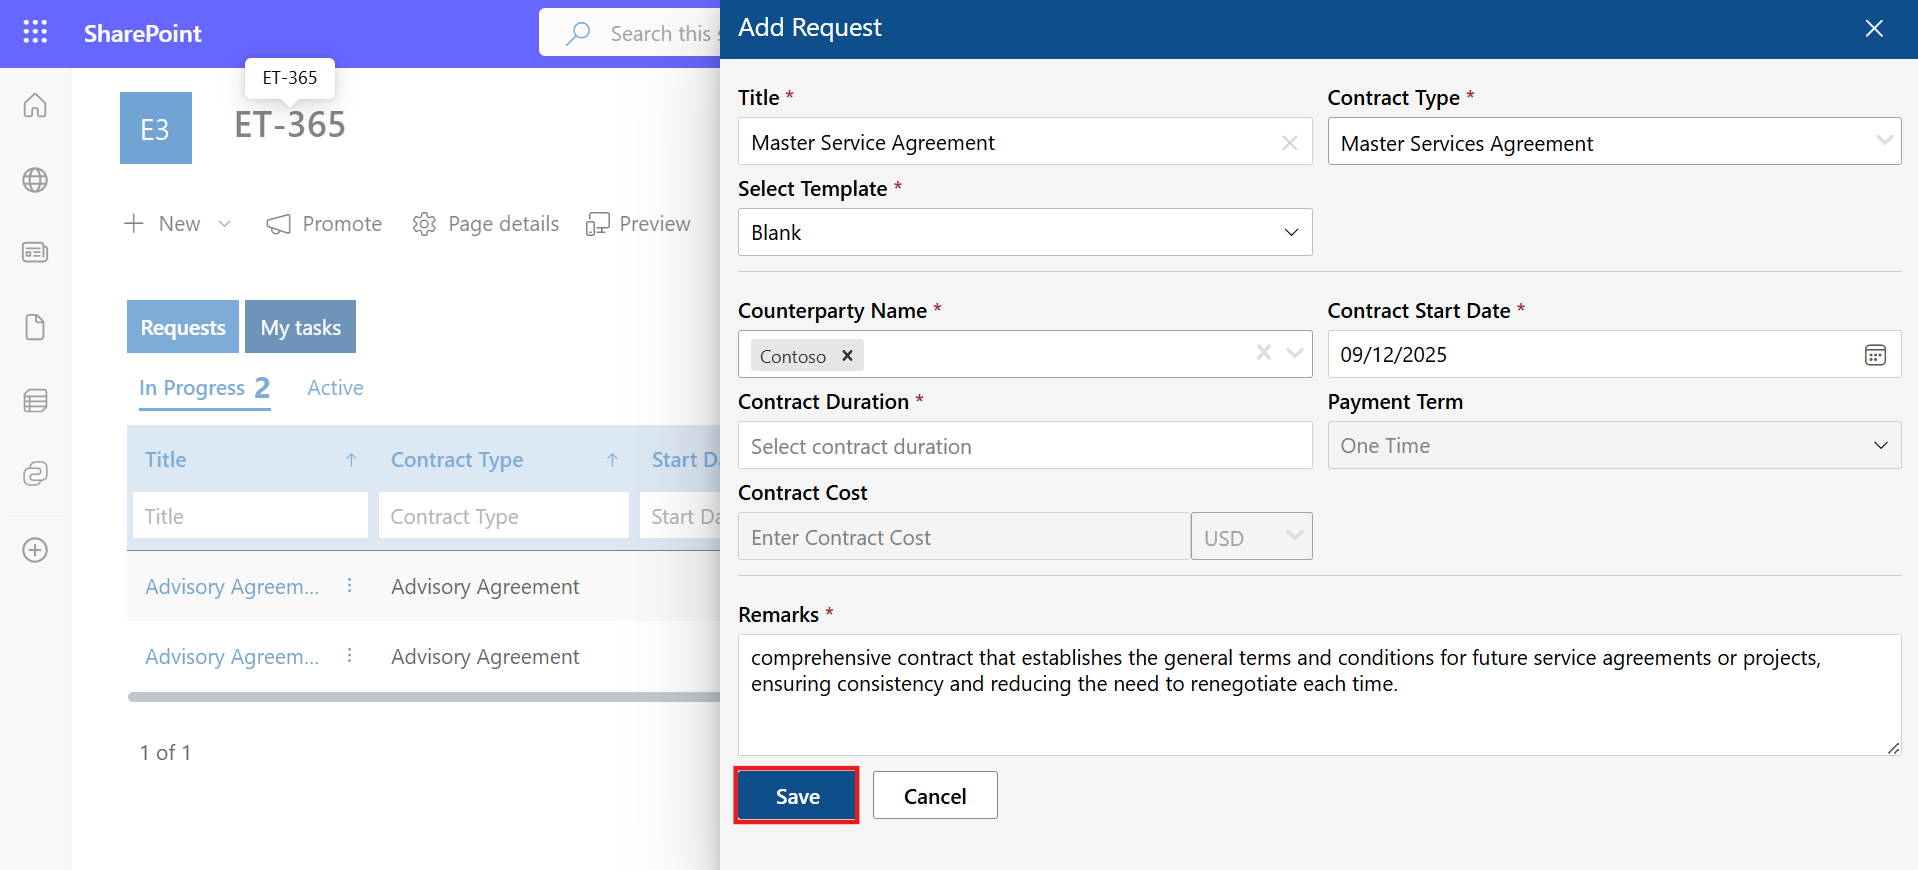 SharePoint
Search this s
ET-365
E3
ET-365
New
Promote
Page details
Preview
Requests
My tasks
In Progress 2
Active
Title
Contract Type
Start Da
Title
Contract Type
Start Da
Advisory Agreem...
Advisory Agreement
Advisory Agreem...
Advisory Agreement
1 of 1
Add Request
Title *
Contract Type *
Master Service Agreement
Master Services Agreement
Select Template *
Blank
Counterparty Name *
Contract Start Date *
Contoso
09/12/2025
Contract Duration *
Payment Term
Select contract duration
One Time
Contract Cost
Enter Contract Cost
USD
Remarks *
comprehensive contract that establishes the general terms and conditions for future service agreements or projects,
ensuring consistency and reducing the need to renegotiate each time.
Save
Cancel